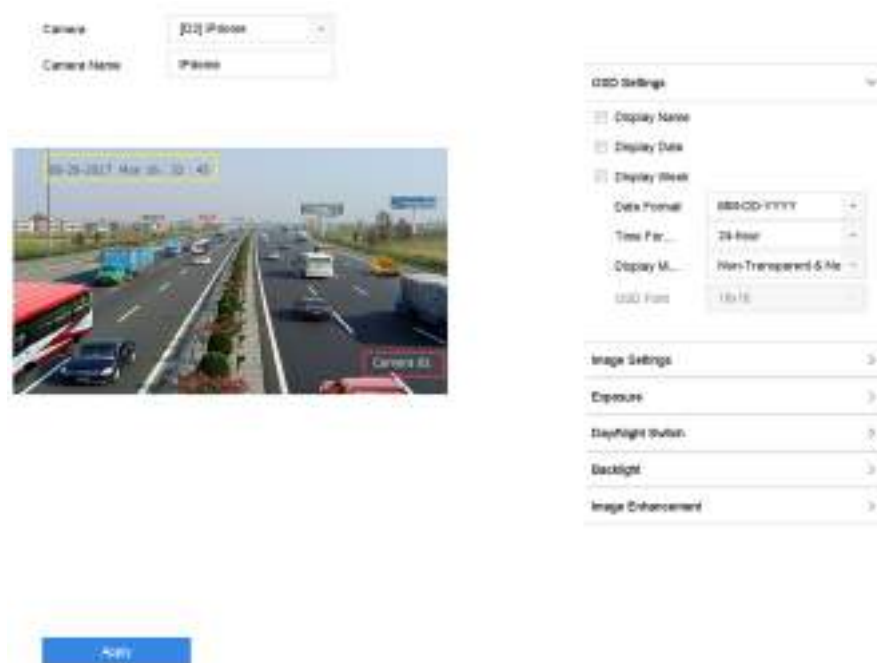 Camera
[D2] IPdome
Camera Name
IPdome
OSD Settings
Display Name
Display Date
Display Week
Date Format
MM-DD-YYYY
Time For...
24-hour
Display M...
Non-Transparent & No
OSD Font
16x16
Image Settings
Exposure
Day/Night Switch
Backlight
Image Enhancement
Camera 01
Apply